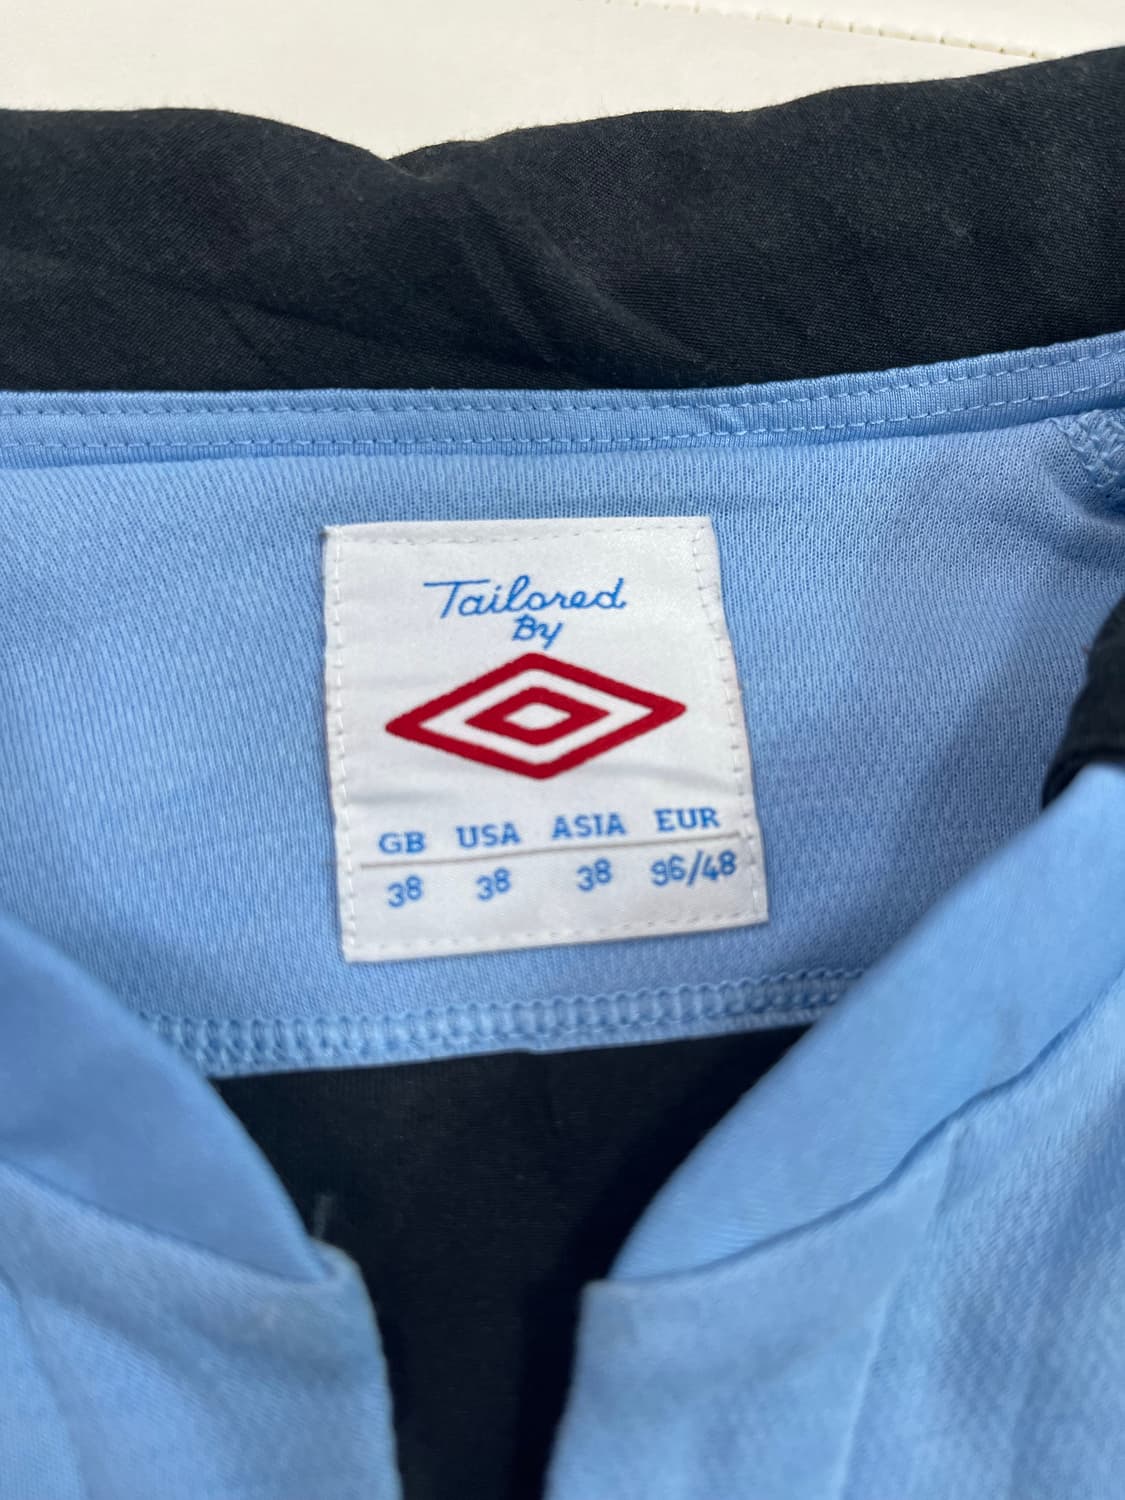 Tailored
By
GB USA ASIA EUR
38 38 38 96/48